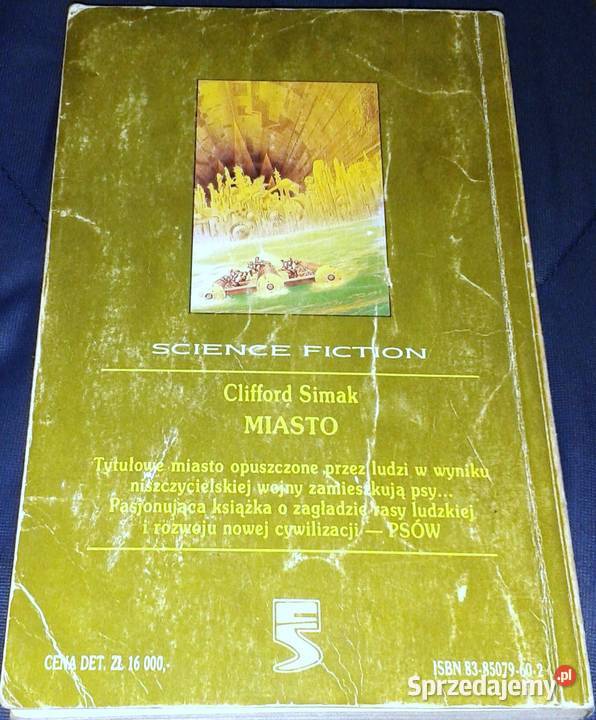 SCIENCE FICTION
Clifford Simak
MIASTO
Tytułowe miasto opuszczone przez ludzi w wyniku
niszczycielskiej wojny zamieszkują psy...
Pasjonująca książka o zagładzie rasy ludzkiej
i rozwoju nowej cywilizacji — PSÓW
CENA DET. ZŁ 16 000,-
ISBN 83-85079-60-2
Sprzedajemy.pl